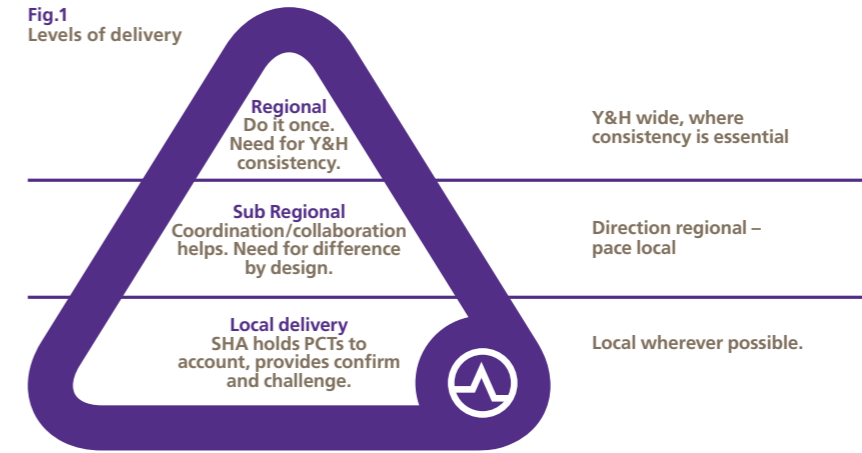 Fig.1
Levels of delivery
Regional
Do it once.
Need for Y&H
consistency.
Y&H wide, where
consistency is essential
Sub Regional
Coordination/collaboration
helps. Need for difference
by design.
Direction regional –
pace local
Local delivery
SHA holds PCTs to
account, provides confirm
and challenge.
Local wherever possible.